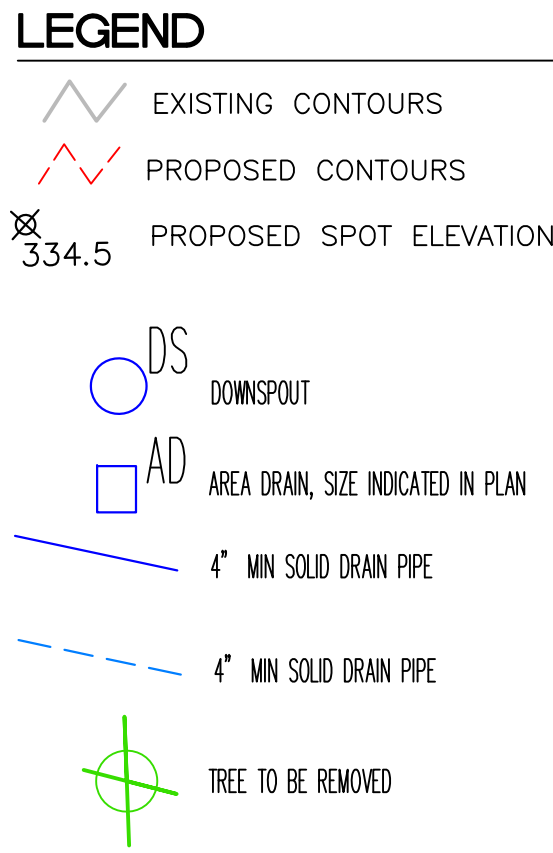 LEGEND
EXISTING CONTOURS
PROPOSED CONTOURS
334.5 PROPOSED SPOT ELEVATION
DS
DOWNSPOUT
AD
AREA DRAIN, SIZE INDICATED IN PLAN
4" MIN SOLID DRAIN PIPE
4" MIN SOLID DRAIN PIPE
TREE TO BE REMOVED